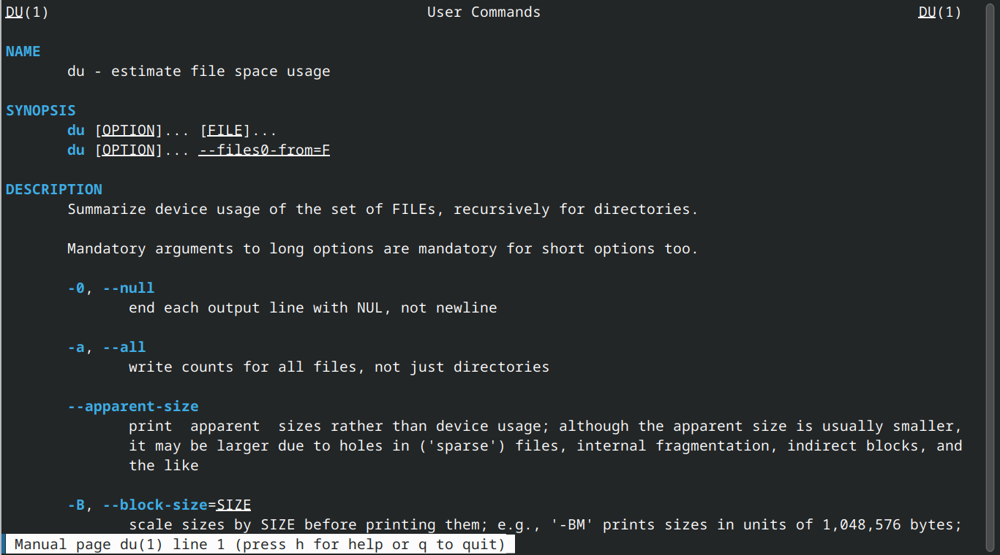 DU(1) User Commands DU(1)
NAME
du - estimate file space usage
SYNOPSIS
du [OPTION]... [FILE]...
du [OPTION]... --files0-from=F
DESCRIPTION
Summarize device usage of the set of FILEs, recursively for directories.
Mandatory arguments to long options are mandatory for short options too.
-0, --null
end each output line with NUL, not newline
-a, --all
write counts for all files, not just directories
--apparent-size
print  apparent  sizes rather than device usage; although the apparent size is usually smaller,
it may be larger due to holes in ('sparse') files, internal fragmentation, indirect blocks, and
the like
-B, --block-size=SIZE
scale sizes by SIZE before printing them; e.g., '-BM' prints sizes in units of 1,048,576 bytes;
Manual page du(1) line 1 (press h for help or q to quit)